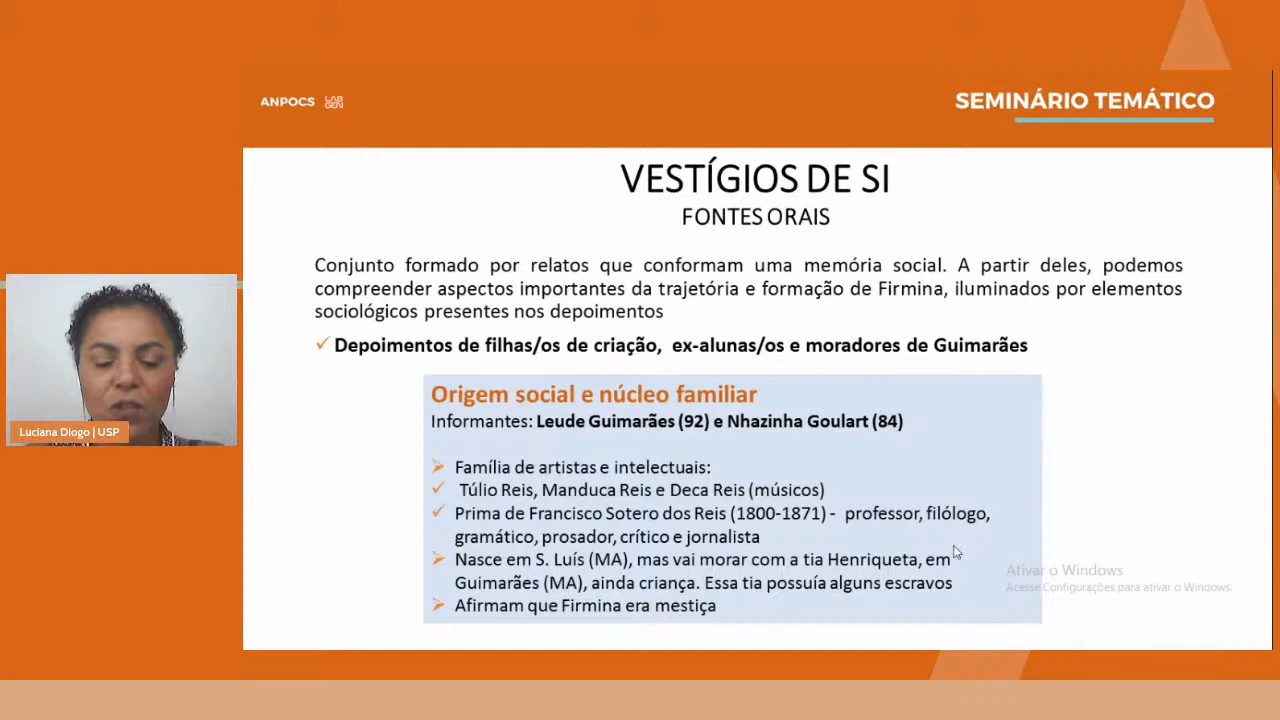 ANPOCS LAB GEN
SEMINÁRIO TEMÁTICO
VESTÍGIOS DE SI
FONTES ORAIS
Conjunto formado por relatos que conformam uma memória social. A partir deles, podemos
compreender aspectos importantes da trajetória e formação de Firmina, iluminados por elementos
sociológicos presentes nos depoimentos
Depoimentos de filhas/os de criação, ex-alunas/os e moradores de Guimarães
Origem social e núcleo familiar
Informantes: Leude Guimarães (92) e Nhazinha Goulart (84)
Família de artistas e intelectuais:
Túlio Reis, Manduca Reis e Deca Reis (músicos)
Prima de Francisco Sotero dos Reis (1800-1871) - professor, filólogo,
gramático, prosador, crítico e jornalista
Nasce em S. Luís (MA), mas vai morar com a tia Henriqueta, em
Guimarães (MA), ainda criança. Essa tia possuía alguns escravos
Afirmam que Firmina era mestiça
Luciana Diogo | USP
Ativar o Windows
Acesse Configurações para ativar o Windows.